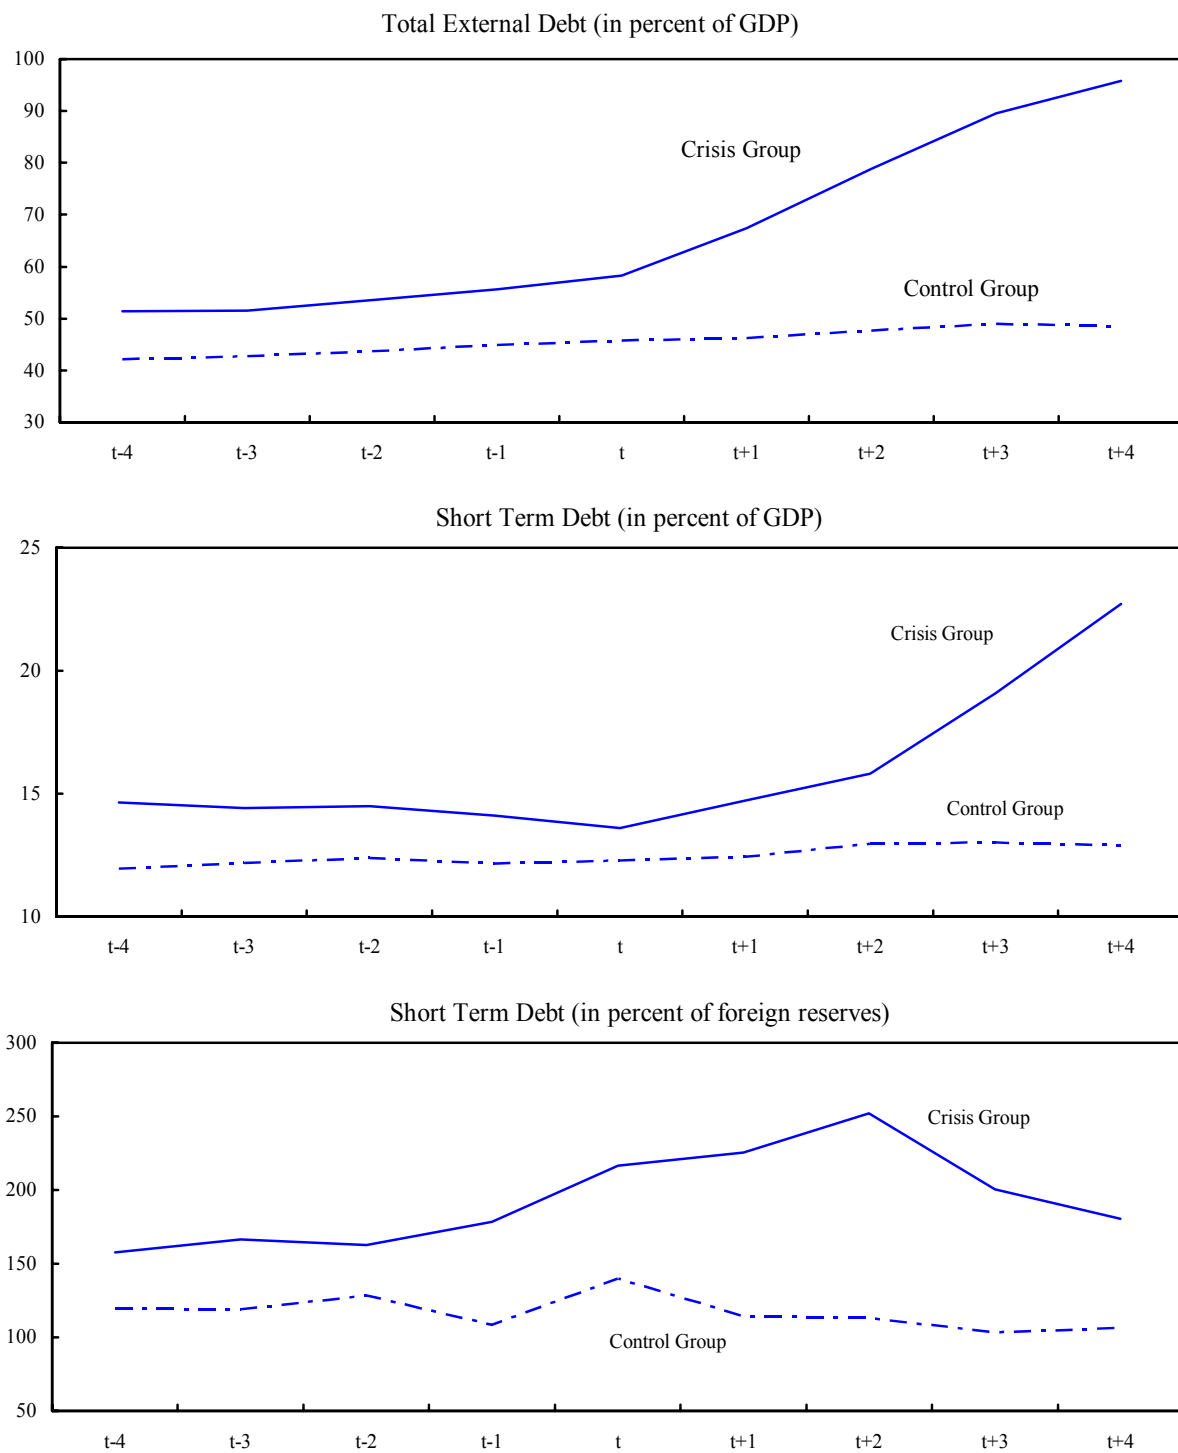 Total External Debt (in percent of GDP)
100
90
80
70
60
50
40
30
Crisis Group
Control Group
t-4 t-3 t-2 t-1 t t+1 t+2 t+3 t+4
Short Term Debt (in percent of GDP)
25
20
15
10
Crisis Group
Control Group
t-4 t-3 t-2 t-1 t t+1 t+2 t+3 t+4
Short Term Debt (in percent of foreign reserves)
300
250
200
150
100
50
Crisis Group
Control Group
t-4 t-3 t-2 t-1 t t+1 t+2 t+3 t+4